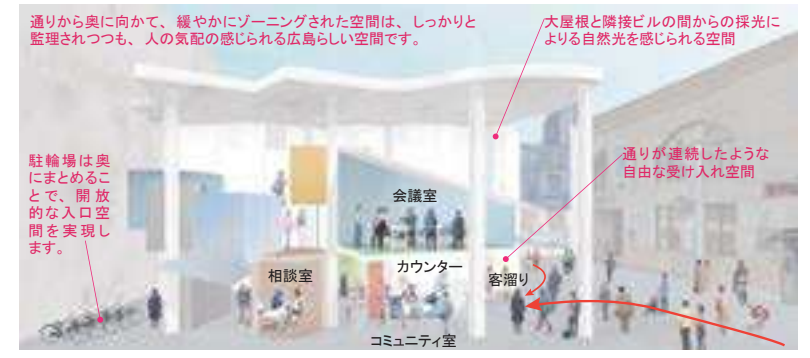 通りから奥に向かて、緩やかにゾーニングされた空間は、しっかりと
監理されつつも、人の気配の感じられる広島らしい空間です。
大屋根と隣接ビルの間からの採光に
よりる自然光を感じられる空間
通りが連続したような
自由な受け入れ空間
駐輪場は奥
にまとめるこ
とで、開放
的な入口空
間を実現し
ます。
会議室
相談室
カウンター
客溜り
コミュニティ室